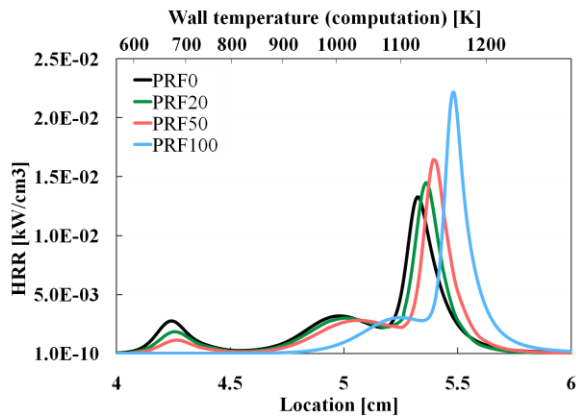 Wall temperature (computation) [K]
600 700 800 900 1000 1100 1200
2.5E-02
2.0E-02
1.5E-02
1.0E-02
5.0E-03
1.0E-10
HRR [kW/cm3]
PRF0
PRF20
PRF50
PRF100
4 4.5 5 5.5 6
Location [cm]